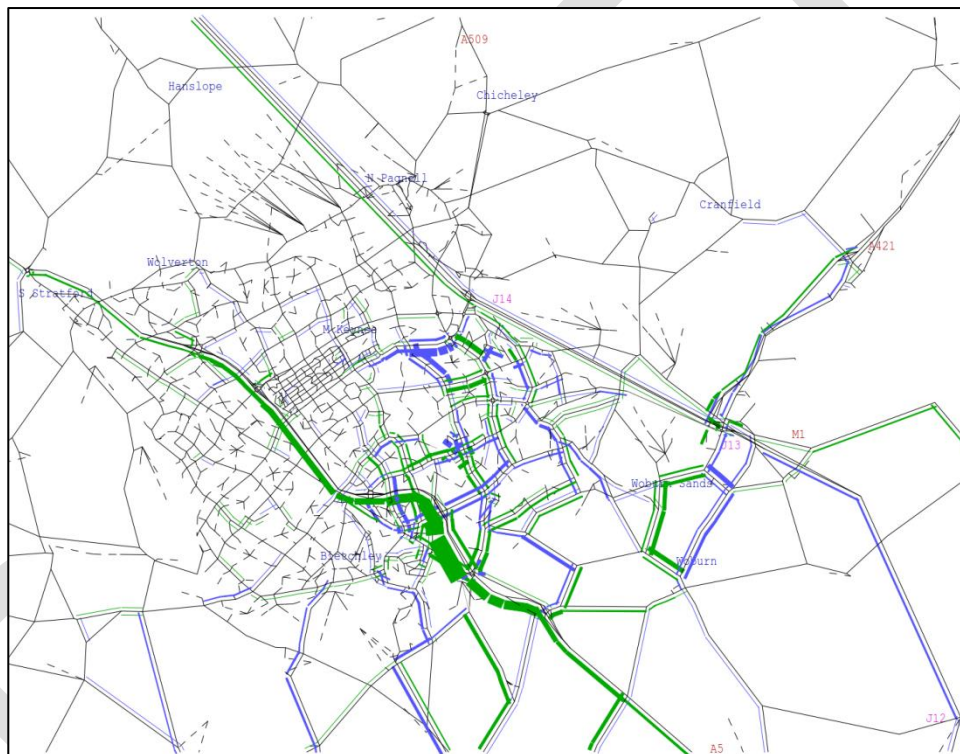 A509
Hanslope
Chicheley
N Pagnell
Cranfield
A421
Wolverton
S Stratford
J14
M Keynes
M1
J13
Woburn Sands
Bletchley
Woburn
J12
A5